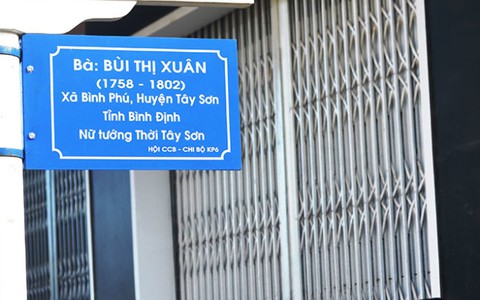 Bà: BÙI THỊ XUÂN
(1758 - 1802)
Xã Bình Phú, Huyện Tây Sơn
Tỉnh Bình Định
Nữ tướng Thời Tây Sơn
HỘI CCB - CHI BỘ KP6